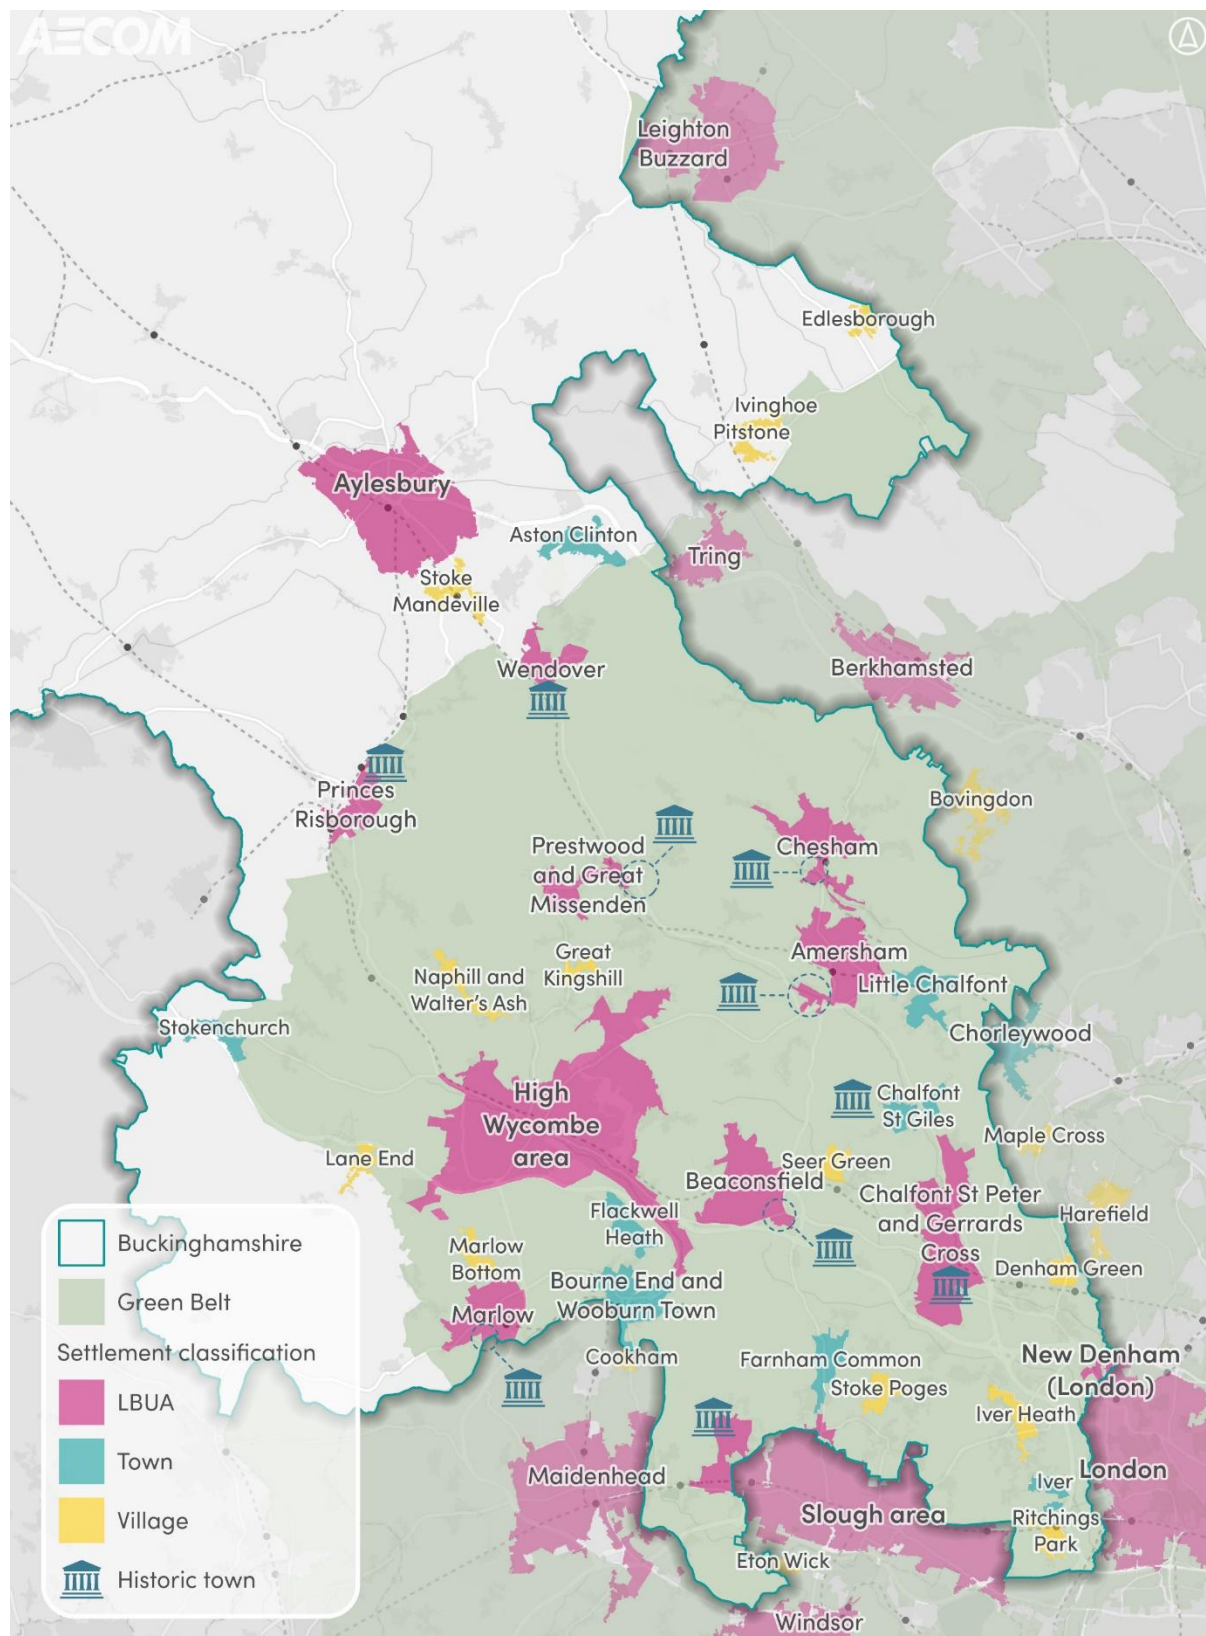 AECOM
Leighton
Buzzard
Edlesborough
Ivinghoe
Pitstone
Aylesbury
Aston Clinton
Tring
Stoke
Mandeville
Wendover
Berkhamsted
Princes
Risborough
Bovingdon
Prestwood
and Great
Missenden
Chesham
Great
Kingshill
Amersham
Naphill and
Walter's Ash
Little Chalfont
Stokenchurch
Chorleywood
High
Wycombe
area
Chalfont
St Giles
Maple Cross
Lane End
Seer Green
Beaconsfield
Chalfont St Peter
and Gerrards
Cross
Harefield
Flackwell
Heath
Marlow
Bottom
Denham Green
Bourne End and
Wooburn Town
Marlow
Cookham
Farnham Common
Stoke Poges
New Denham
(London)
Iver Heath
Maidenhead
Iver
London
Slough area
Ritchings
Park
Eton Wick
Windsor
Buckinghamshire
Green Belt
Settlement classification
LBUA
Town
Village
Historic town